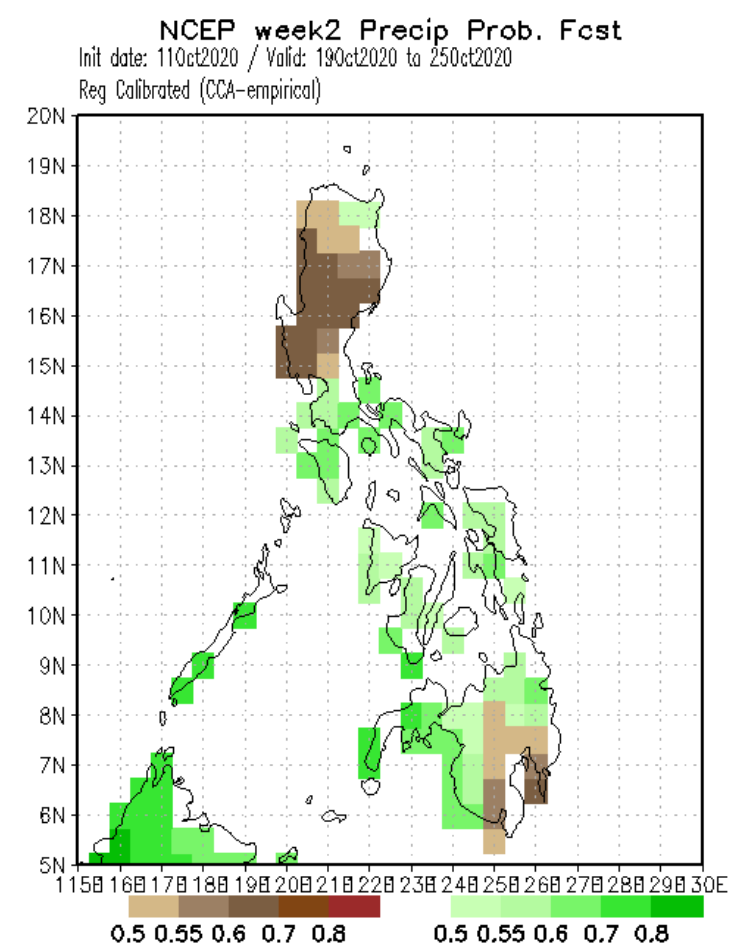 NCEP week2 Precip Prob. Fcst
Init date: 11Oct2020 / Valid: 19Oct2020 to 25Oct2020
Reg Calibrated (CCA-empirical)
20N
19N
18N
17N
16N
15N
14N
13N
12N
11N
10N
9N
8N
7N
6N
5N
115E 116E 117E 118E 119E 120E 121E 122E 123E 124E 125E 126E 127E 128E 129E 130E
0.5 0.55 0.6 0.7 0.8 0.5 0.55 0.6 0.7 0.8